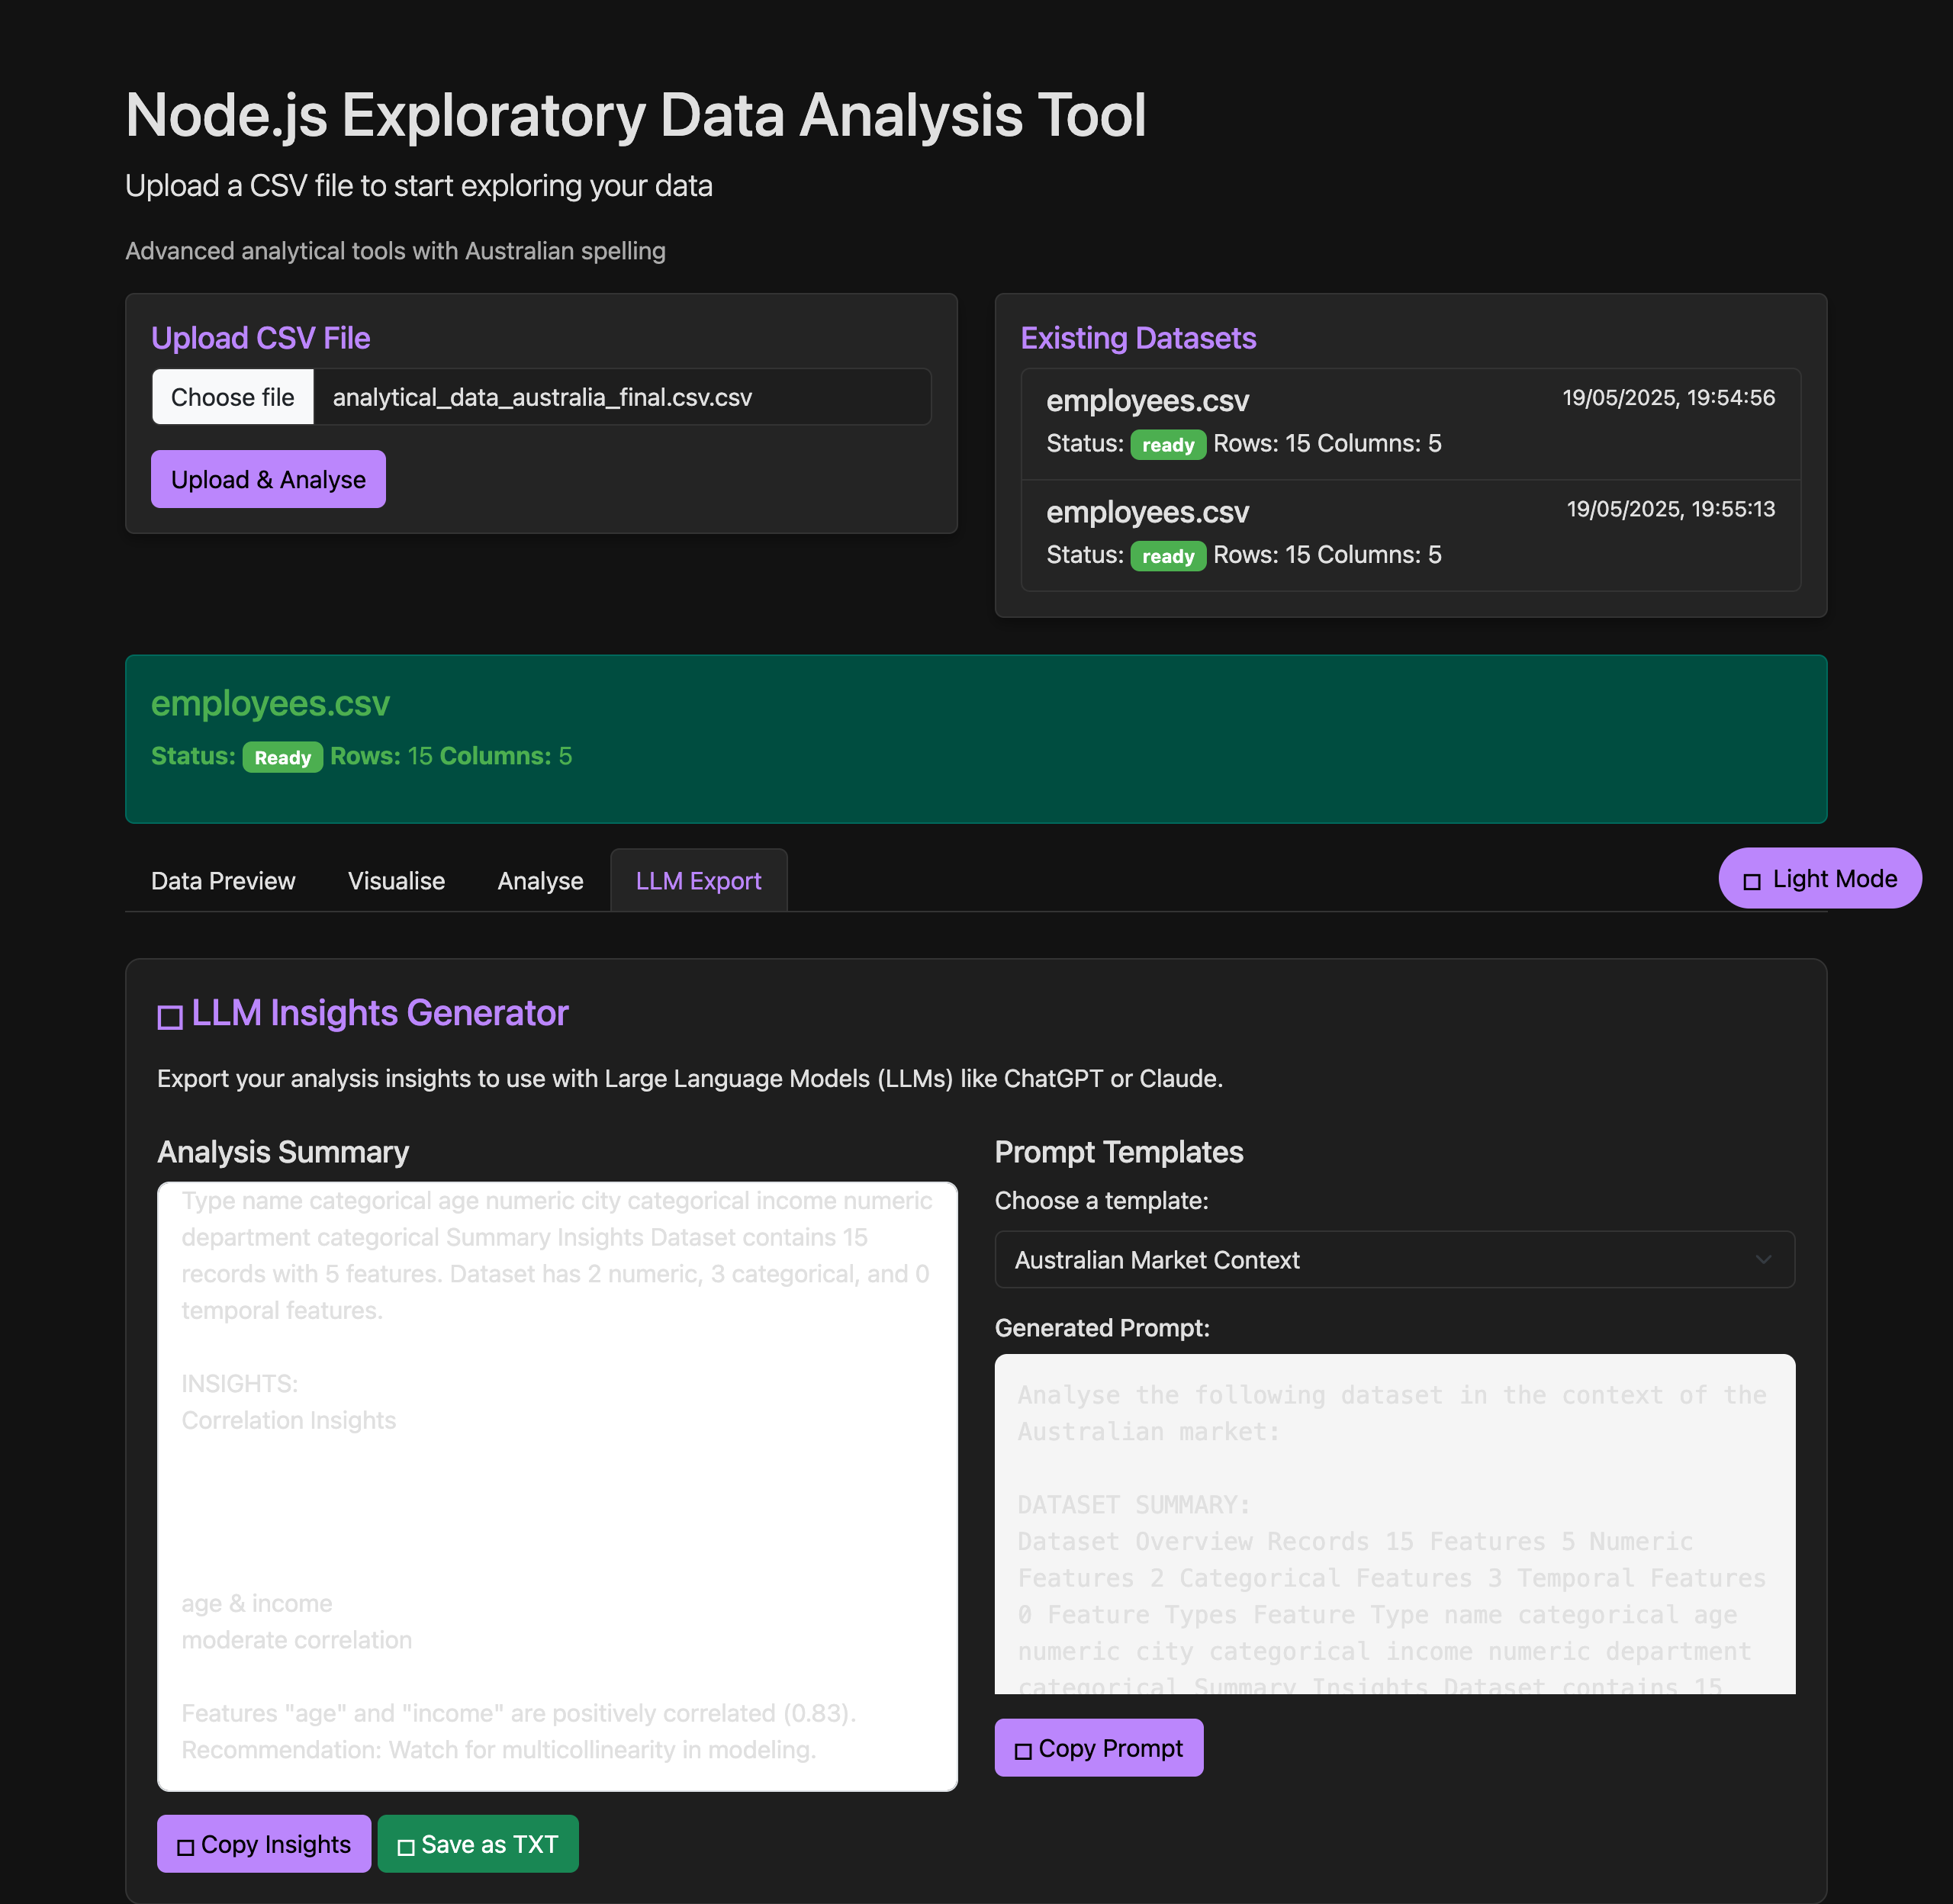 Node.js Exploratory Data Analysis Tool
Upload a CSV file to start exploring your data
Advanced analytical tools with Australian spelling
Upload CSV File
Choose file analytical_data_australia_final.csv.csv
Upload & Analyse
Existing Datasets
employees.csv 19/05/2025, 19:54:56
Status: ready Rows: 15 Columns: 5
employees.csv 19/05/2025, 19:55:13
Status: ready Rows: 15 Columns: 5
employees.csv
Status: Ready Rows: 15 Columns: 5
Data Preview Visualise Analyse LLM Export
Light Mode
LLM Insights Generator
Export your analysis insights to use with Large Language Models (LLMs) like ChatGPT or Claude.
Analysis Summary
Type name categorical age numeric city categorical income numeric
department categorical Summary Insights Dataset contains 15
records with 5 features. Dataset has 2 numeric, 3 categorical, and 0
temporal features.
INSIGHTS:
Correlation Insights
age & income
moderate correlation
Features "age" and "income" are positively correlated (0.83).
Recommendation: Watch for multicollinearity in modeling.
Copy Insights Save as TXT
Prompt Templates
Choose a template:
Australian Market Context
Generated Prompt:
Analyse the following dataset in the context of the
Australian market:
DATASET SUMMARY:
Dataset Overview Records 15 Features 5 Numeric
Features 2 Categorical Features 3 Temporal Features
0 Feature Types Feature Type name categorical age
numeric city categorical income numeric department
categorical Summary Insights Dataset contains 15
Copy Prompt